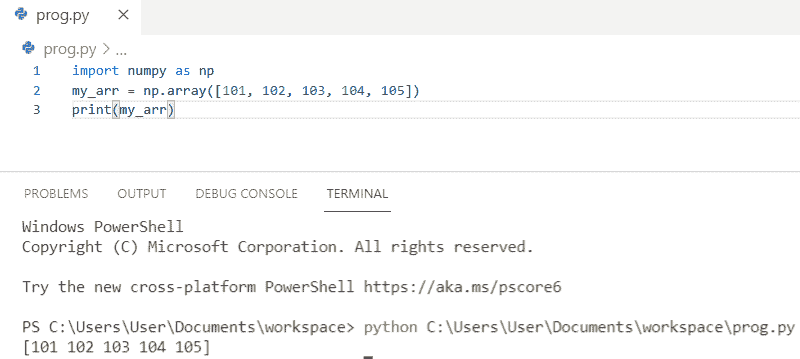 prog.py ×
prog.py > ...
1 import numpy as np
2 my_arr = np.array([101, 102, 103, 104, 105])
3 print(my_arr)
PROBLEMS OUTPUT DEBUG CONSOLE TERMINAL
Windows PowerShell
Copyright (C) Microsoft Corporation. All rights reserved.
Try the new cross-platform PowerShell https://aka.ms/pscore6
PS C:\Users\User\Documents\workspace> python C:\Users\User\Documents\workspace\prog.py
[101 102 103 104 105]